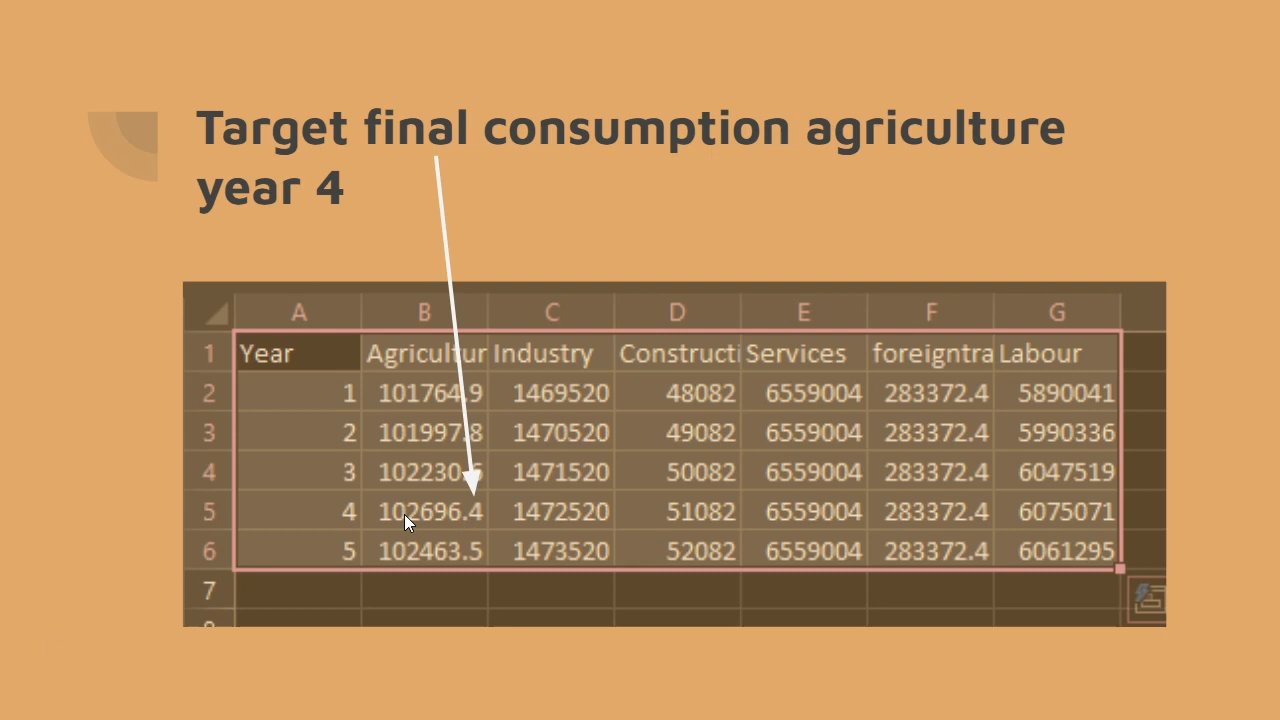 Target final consumption agriculture
year 4
A B C D E F G
1 Year Agricultur Industry Constructi Services foreigntra Labour
2 1 101764.9 1469520 48082 6559004 283372.4 5890041
3 2 101997.8 1470520 49082 6559004 283372.4 5990336
4 3 102230.6 1471520 50082 6559004 283372.4 6047519
5 4 102696.4 1472520 51082 6559004 283372.4 6075071
6 5 102463.5 1473520 52082 6559004 283372.4 6061295
7